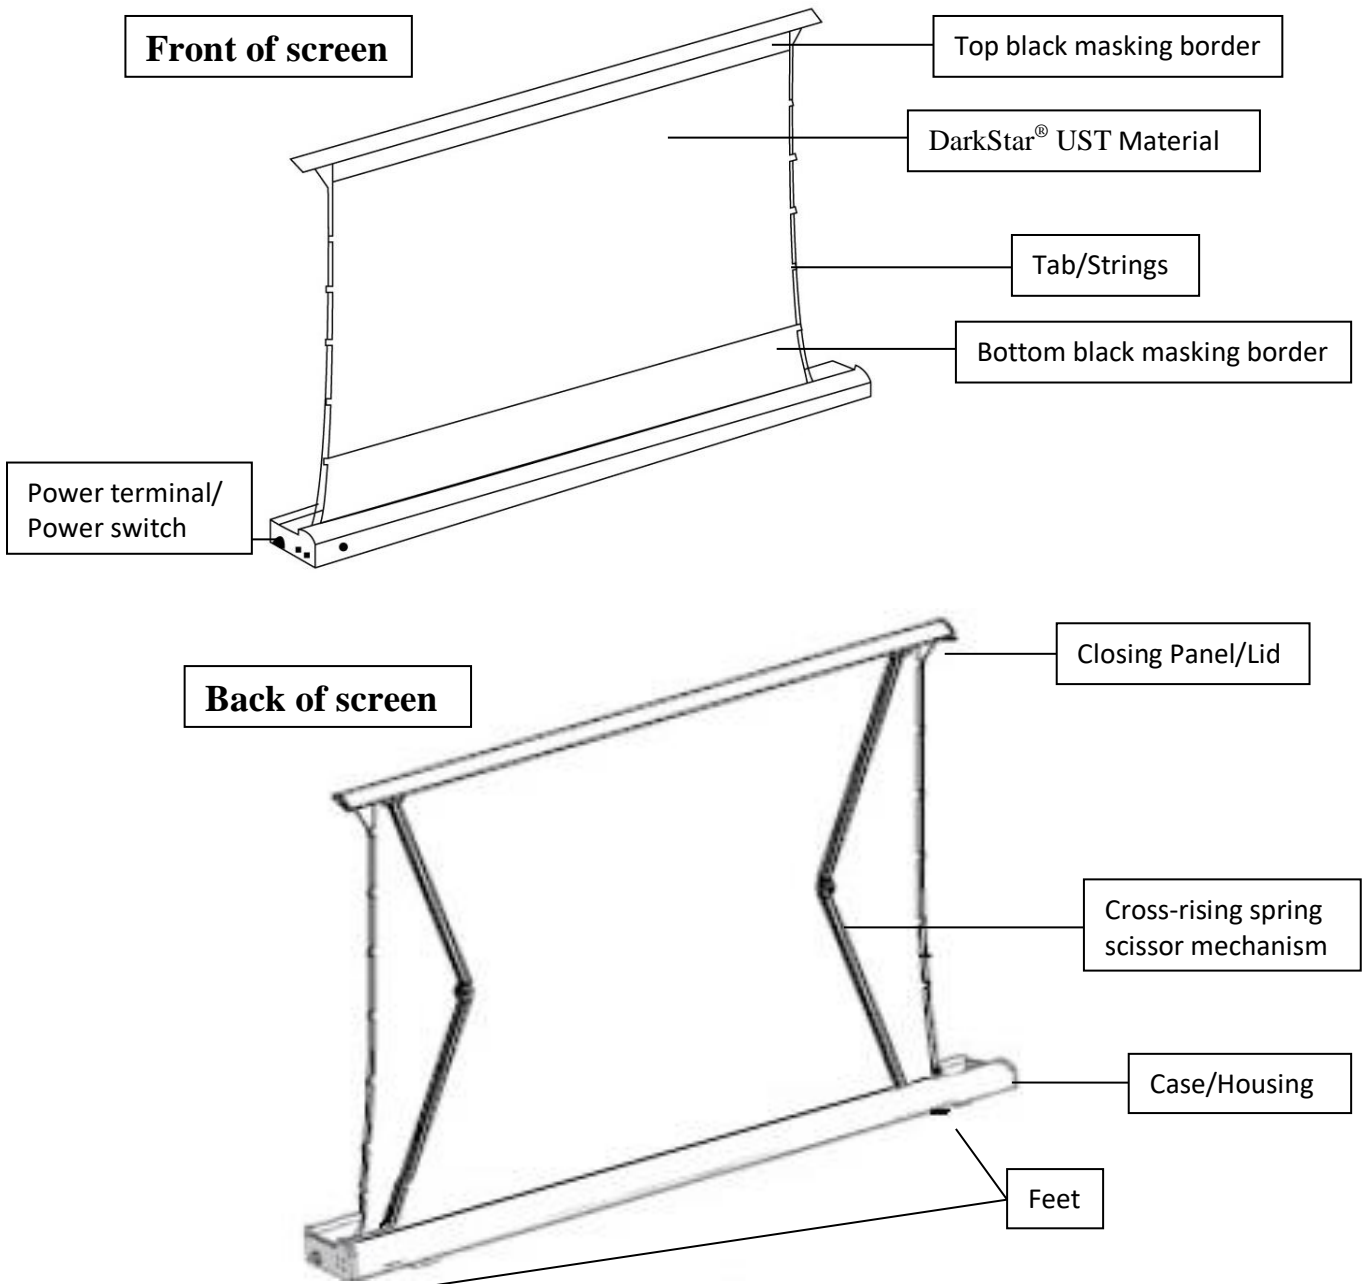 Front of screen
Top black masking border
DarkStar® UST Material
Tab/Strings
Bottom black masking border
Power terminal/
Power switch
Back of screen
Closing Panel/Lid
Cross-rising spring
scissor mechanism
Case/Housing
Feet